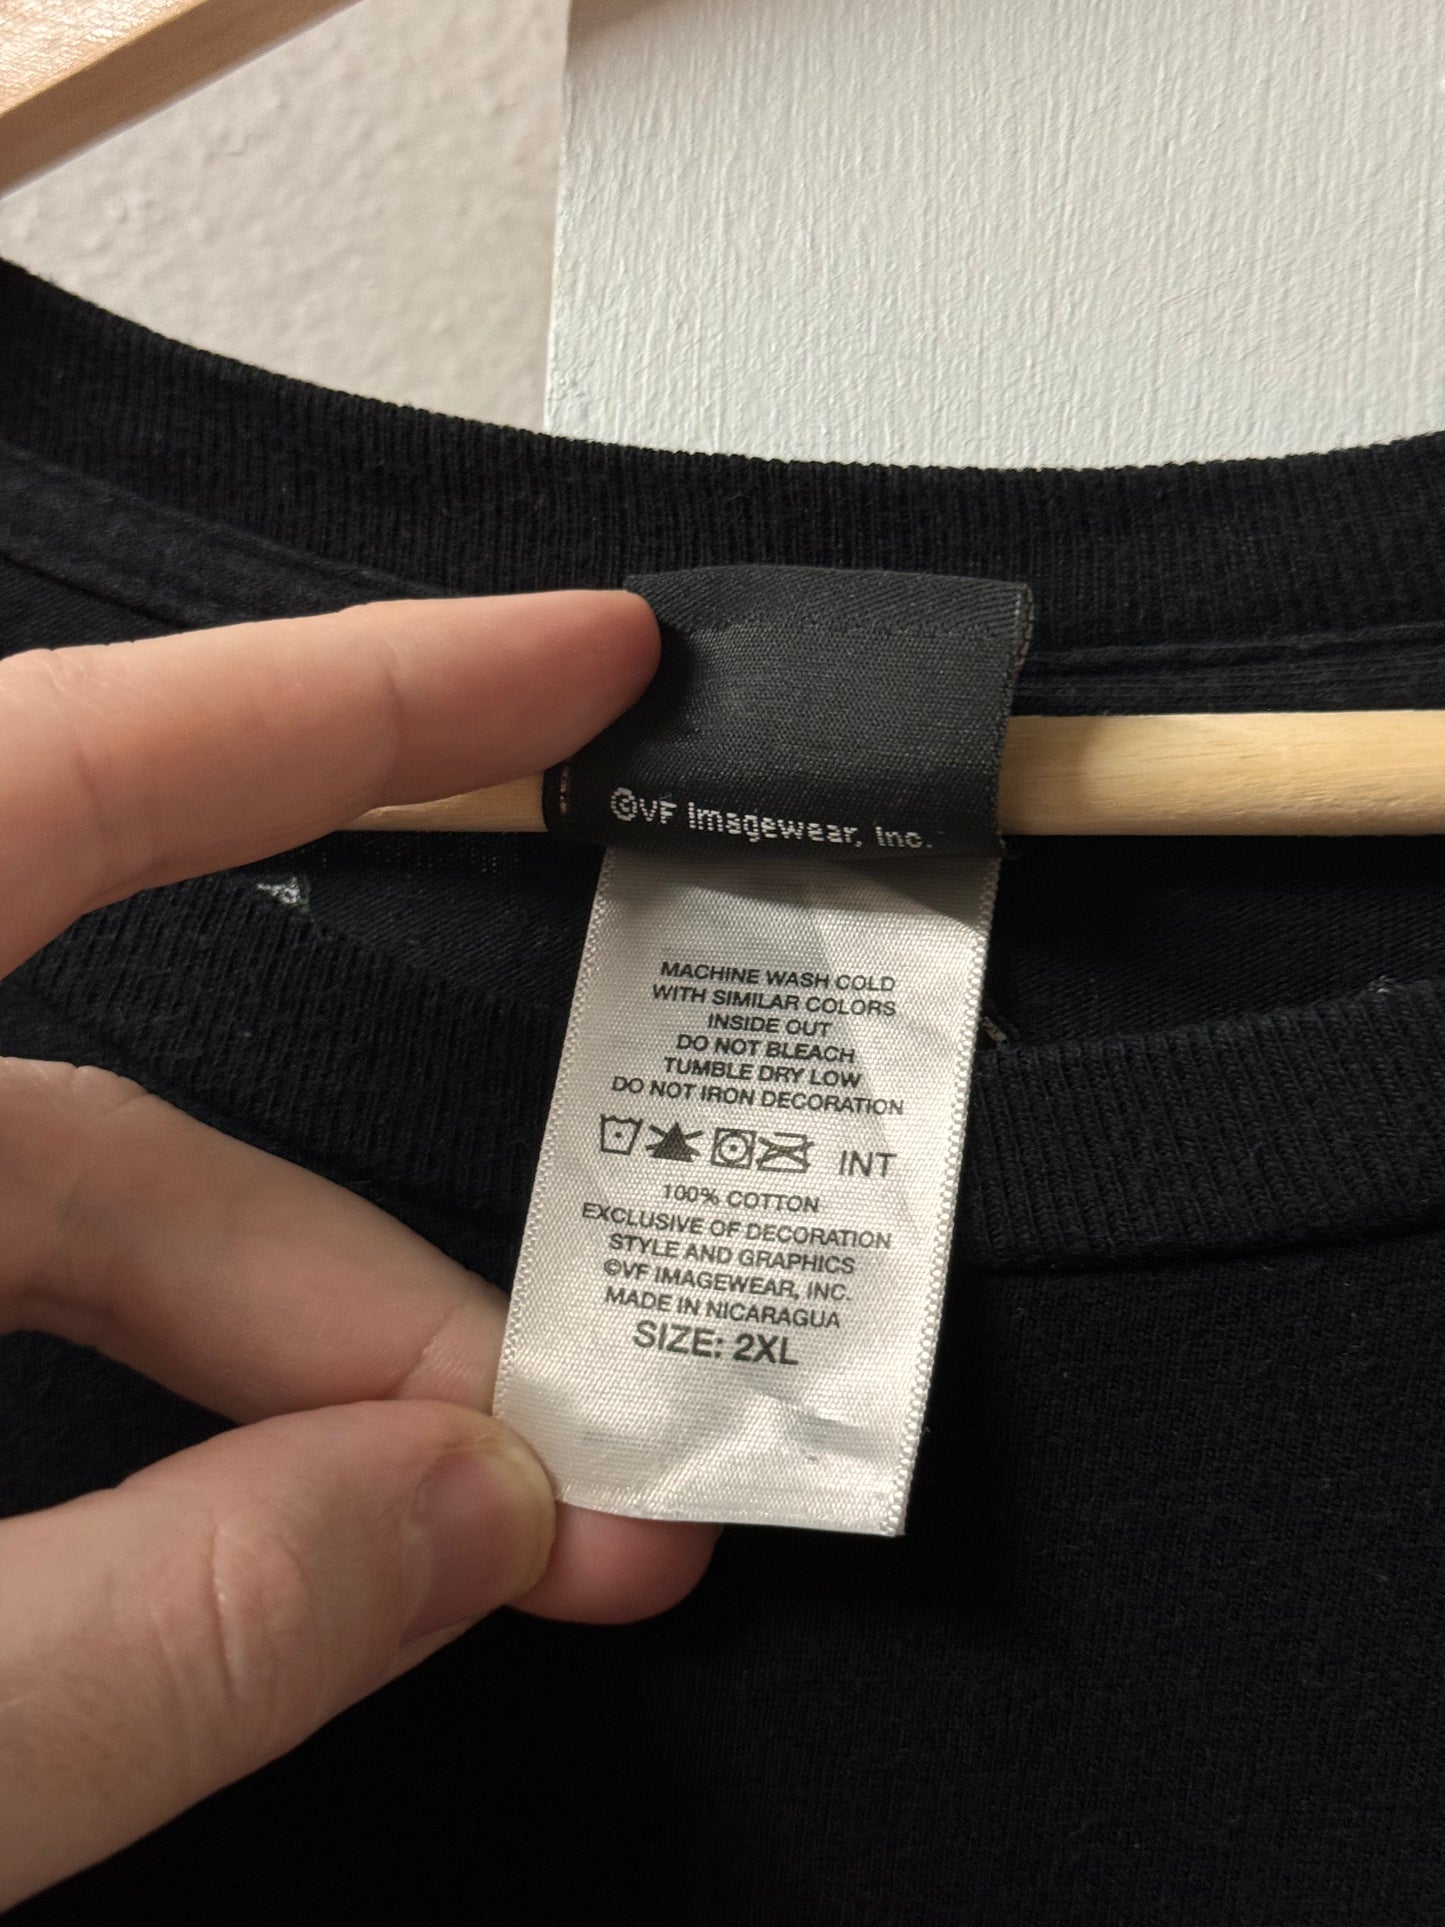 ©VF Imagewear, Inc.
MACHINE WASH COLD
WITH SIMILAR COLORS
INSIDE OUT
DO NOT BLEACH
TUMBLE DRY LOW
DO NOT IRON DECORATION
INT
100% COTTON
EXCLUSIVE OF DECORATION
STYLE AND GRAPHICS
©VF IMAGEWEAR, INC.
MADE IN NICARAGUA
SIZE: 2XL